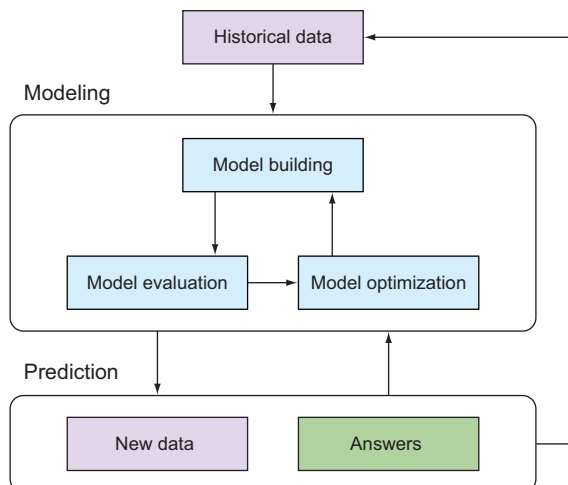 Historical data
Modeling
Model building
Model evaluation
Model optimization
Prediction
New data
Answers